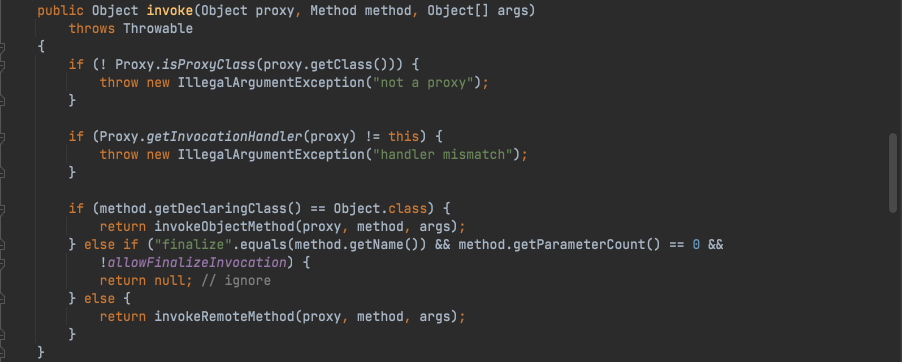 public Object invoke(Object proxy, Method method, Object[] args)
    throws Throwable
{
    if (! Proxy.isProxyClass(proxy.getClass())) {
        throw new IllegalArgumentException("not a proxy");
    }

    if (Proxy.getInvocationHandler(proxy) != this) {
        throw new IllegalArgumentException("handler mismatch");
    }

    if (method.getDeclaringClass() == Object.class) {
        return invokeObjectMethod(proxy, method, args);
    } else if ("finalize".equals(method.getName()) && method.getParameterCount() == 0 &&
        !allowFinalizeInvocation) {
        return null; // ignore
    } else {
        return invokeRemoteMethod(proxy, method, args);
    }
}